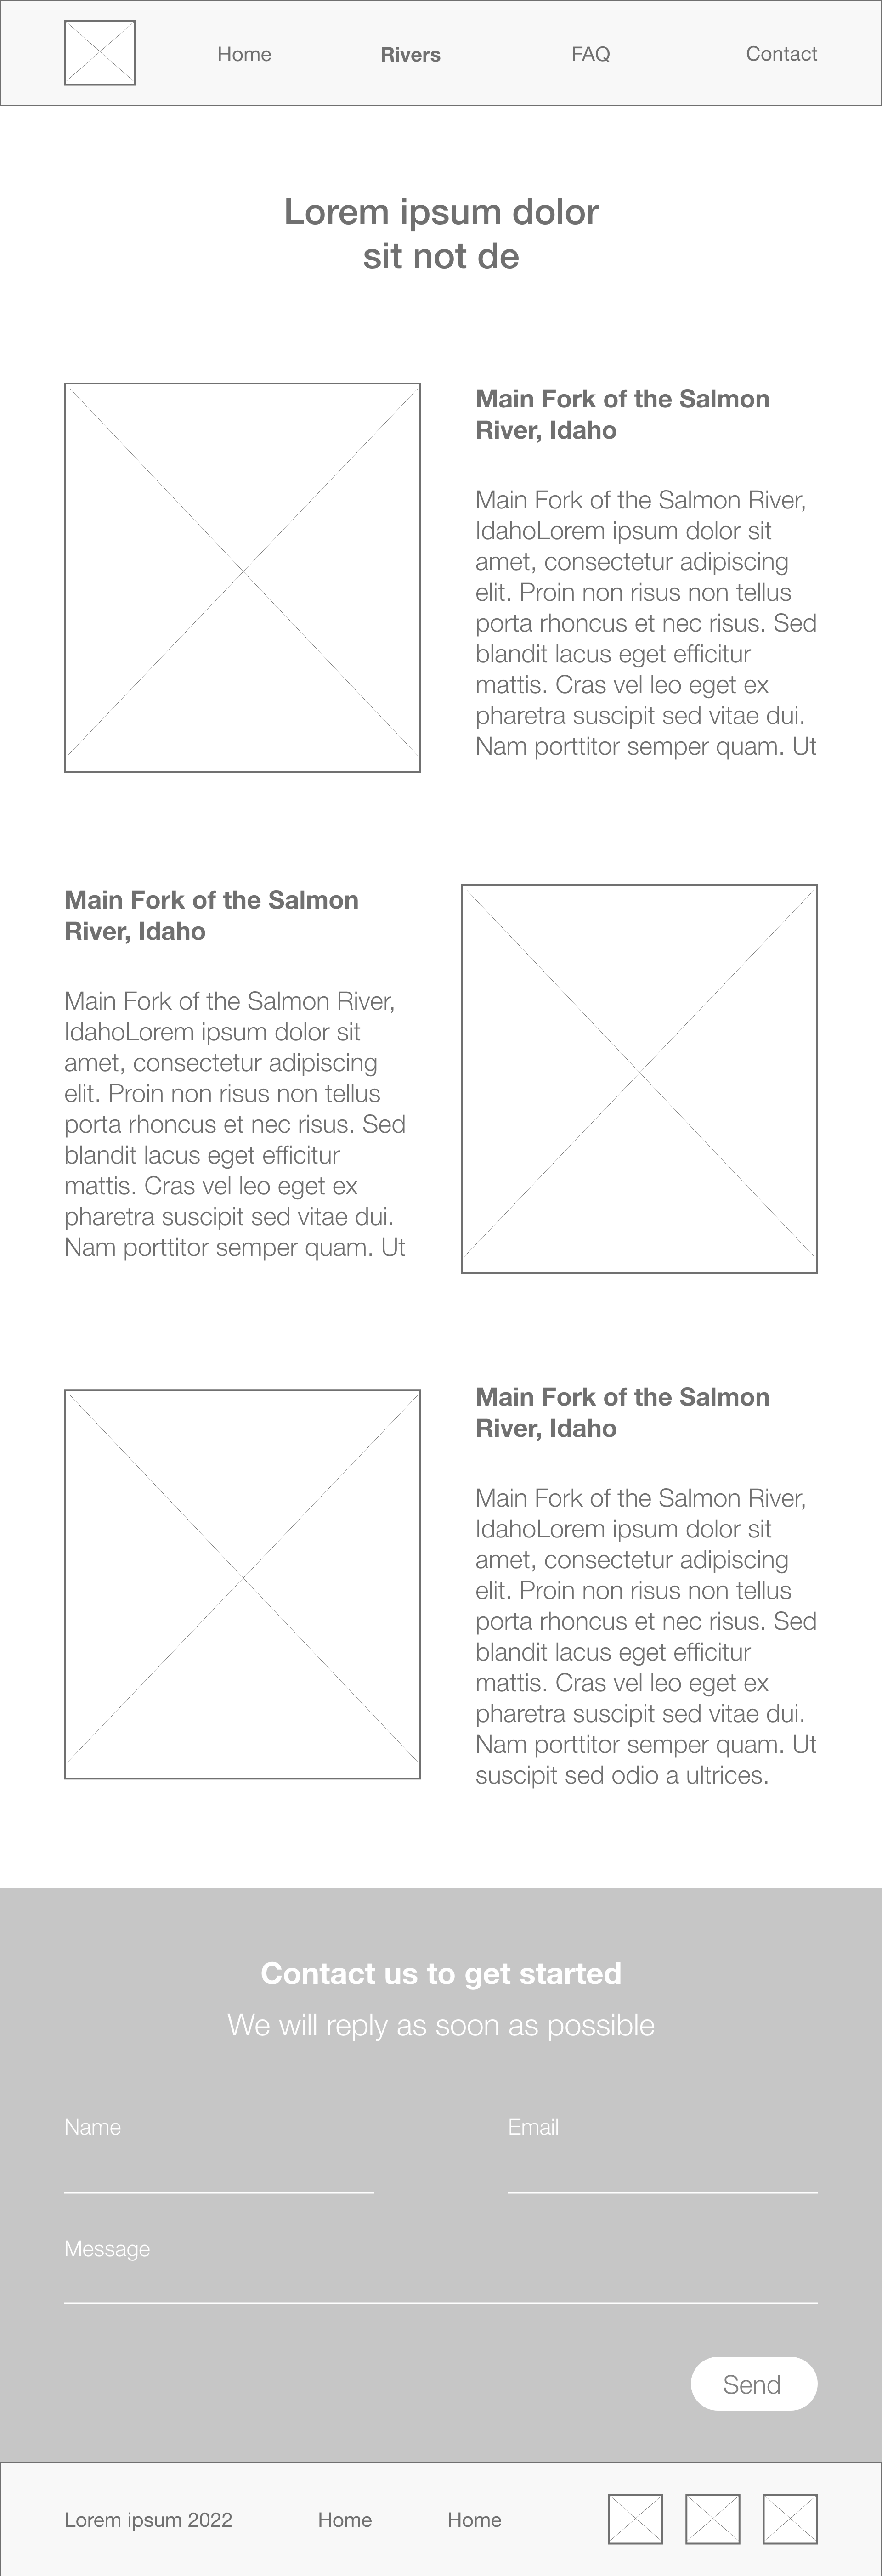 Home Rivers FAQ Contact
Lorem ipsum dolor
sit not de
Main Fork of the Salmon
River, Idaho
Main Fork of the Salmon River,
IdahoLorem ipsum dolor sit
amet, consectetur adipiscing
elit. Proin non risus non tellus
porta rhoncus et nec risus. Sed
blandit lacus eget efficitur
mattis. Cras vel leo eget ex
pharetra suscipit sed vitae dui.
Nam porttitor semper quam. Ut
Main Fork of the Salmon
River, Idaho
Main Fork of the Salmon River,
IdahoLorem ipsum dolor sit
amet, consectetur adipiscing
elit. Proin non risus non tellus
porta rhoncus et nec risus. Sed
blandit lacus eget efficitur
mattis. Cras vel leo eget ex
pharetra suscipit sed vitae dui.
Nam porttitor semper quam. Ut
Main Fork of the Salmon
River, Idaho
Main Fork of the Salmon River,
IdahoLorem ipsum dolor sit
amet, consectetur adipiscing
elit. Proin non risus non tellus
porta rhoncus et nec risus. Sed
blandit lacus eget efficitur
mattis. Cras vel leo eget ex
pharetra suscipit sed vitae dui.
Nam porttitor semper quam. Ut
suscipit sed odio a ultrices.
Contact us to get started
We will reply as soon as possible
Name Email
Message
Send
Lorem ipsum 2022 Home Home